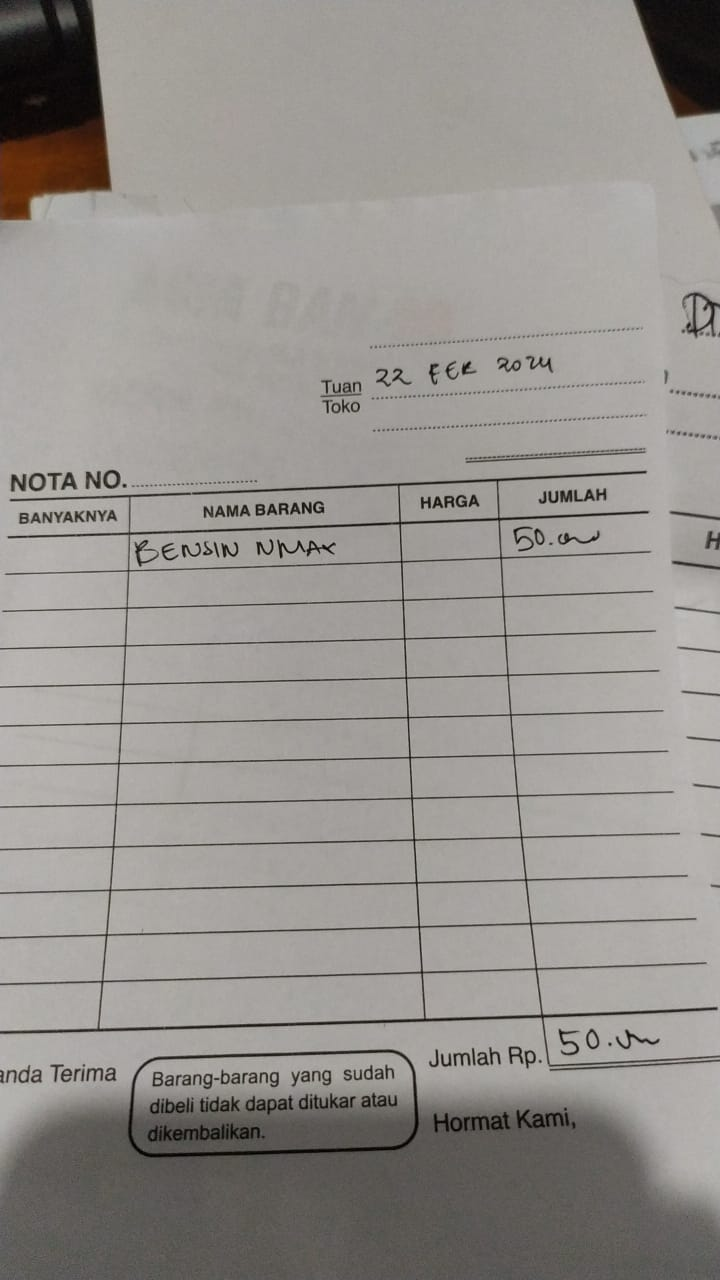 22 FEB 2024
Tuan
Toko
NOTA NO.
BANYAKNYA NAMA BARANG HARGA JUMLAH
BENSIN NMAX 50.000
Jumlah Rp. 50.000
anda Terima
Barang-barang yang sudah
dibeli tidak dapat ditukar atau
dikembalikan.
Hormat Kami,
H